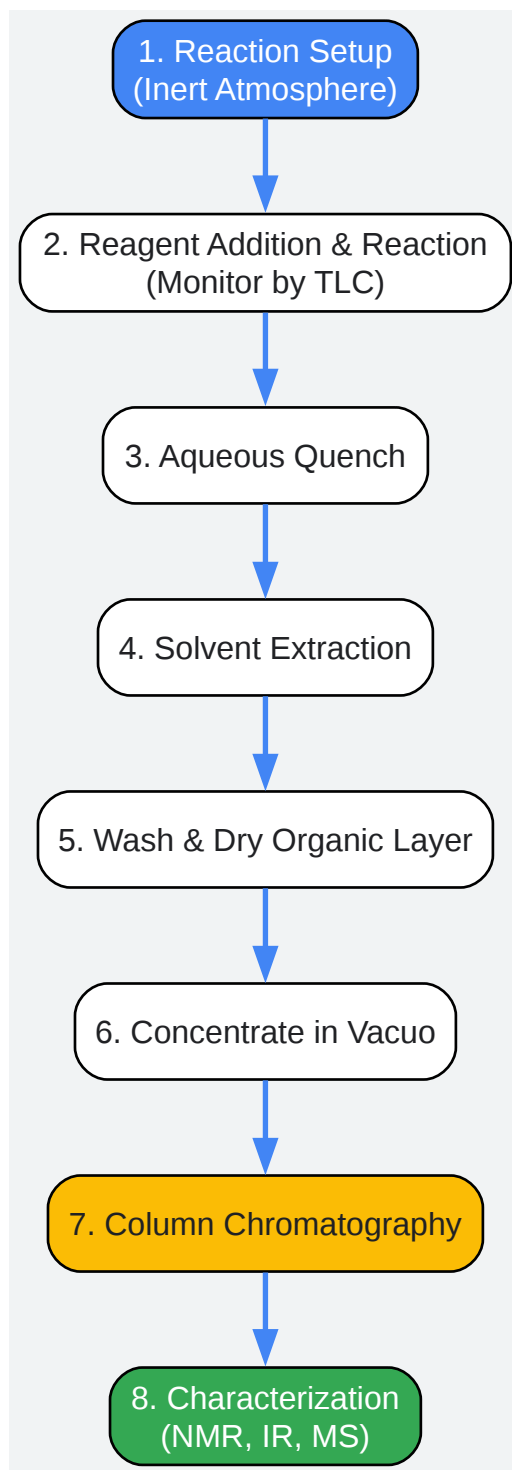 1. Reaction Setup
(Inert Atmosphere)
2. Reagent Addition & Reaction
(Monitor by TLC)
3. Aqueous Quench
4. Solvent Extraction
5. Wash & Dry Organic Layer
6. Concentrate in Vacuo
7. Column Chromatography
8. Characterization
(NMR, IR, MS)